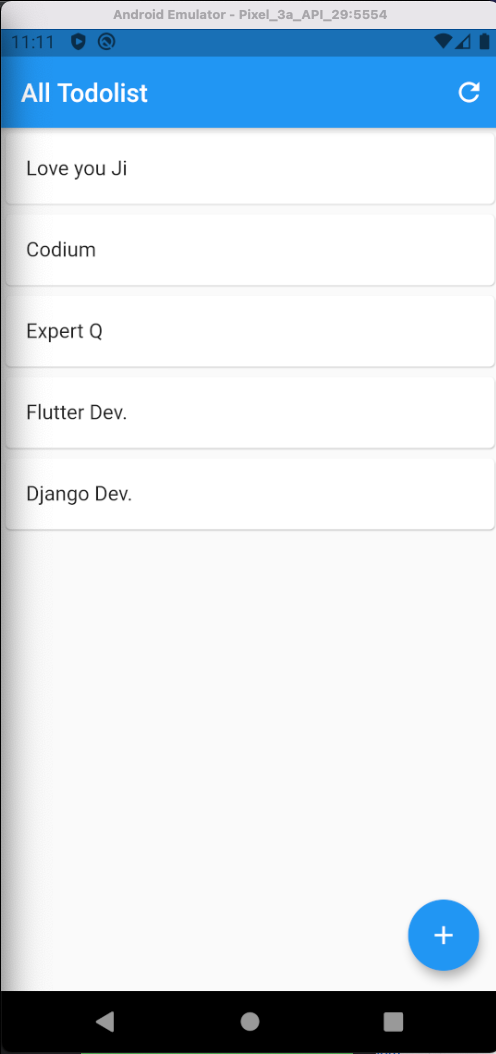 Android Emulator - Pixel_3a_API_29:5554
11:11
All Todolist
Love you Ji
Codium
Expert Q
Flutter Dev.
Django Dev.